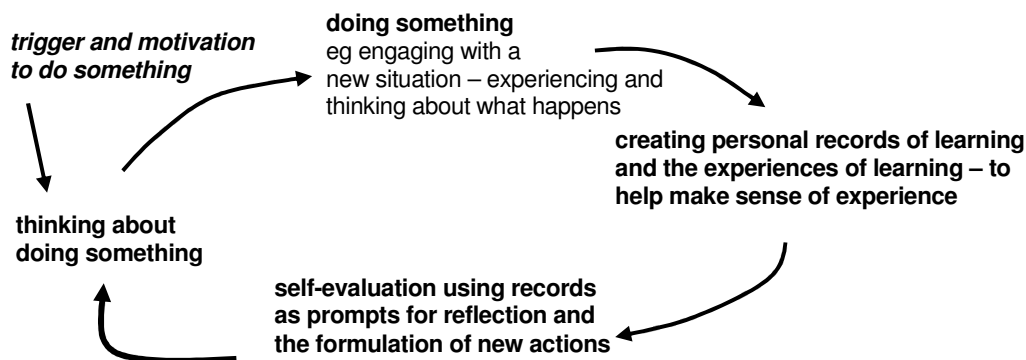 trigger and motivation
to do something
doing something
eg engaging with a
new situation – experiencing and
thinking about what happens
creating personal records of learning
and the experiences of learning – to
help make sense of experience
self-evaluation using records
as prompts for reflection and
the formulation of new actions
thinking about
doing something